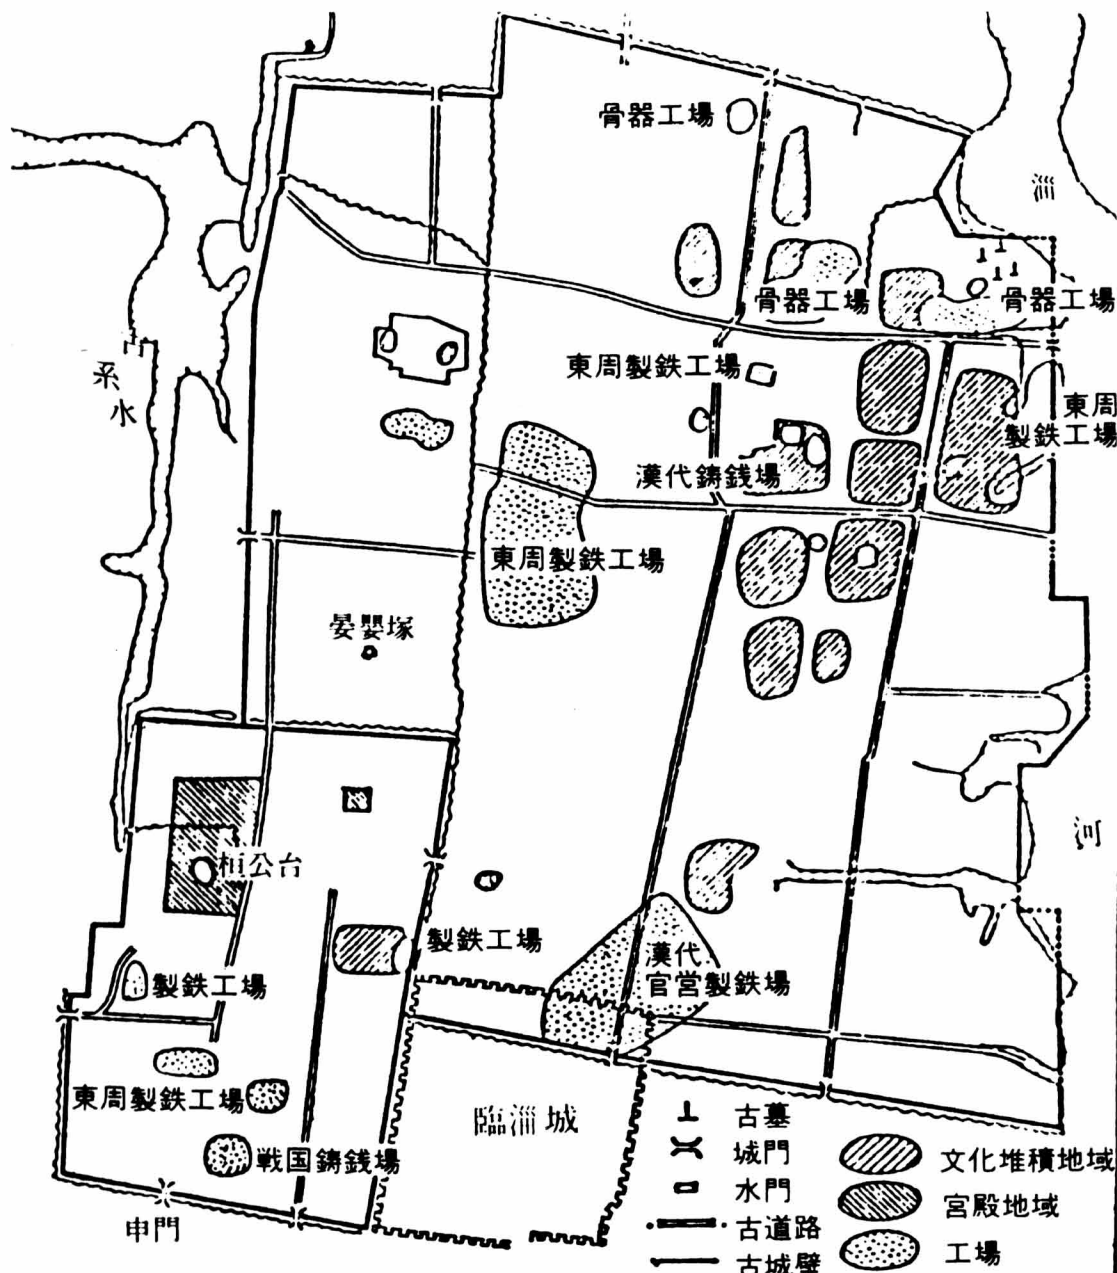 骨器工場
淄
骨器工場
骨器工場
系
水
東周製鉄工場
東周
製鉄工場
漢代鋳銭場
東周製鉄工場
晏嬰塚
河
桓公台
製鉄工場
漢代
官営製鉄場
製鉄工場
東周製鉄工場
戦国鋳銭場
臨淄城
申門
古墓
城門
水門
古道路
古城壁
文化堆積地域
宮殿地域
工場